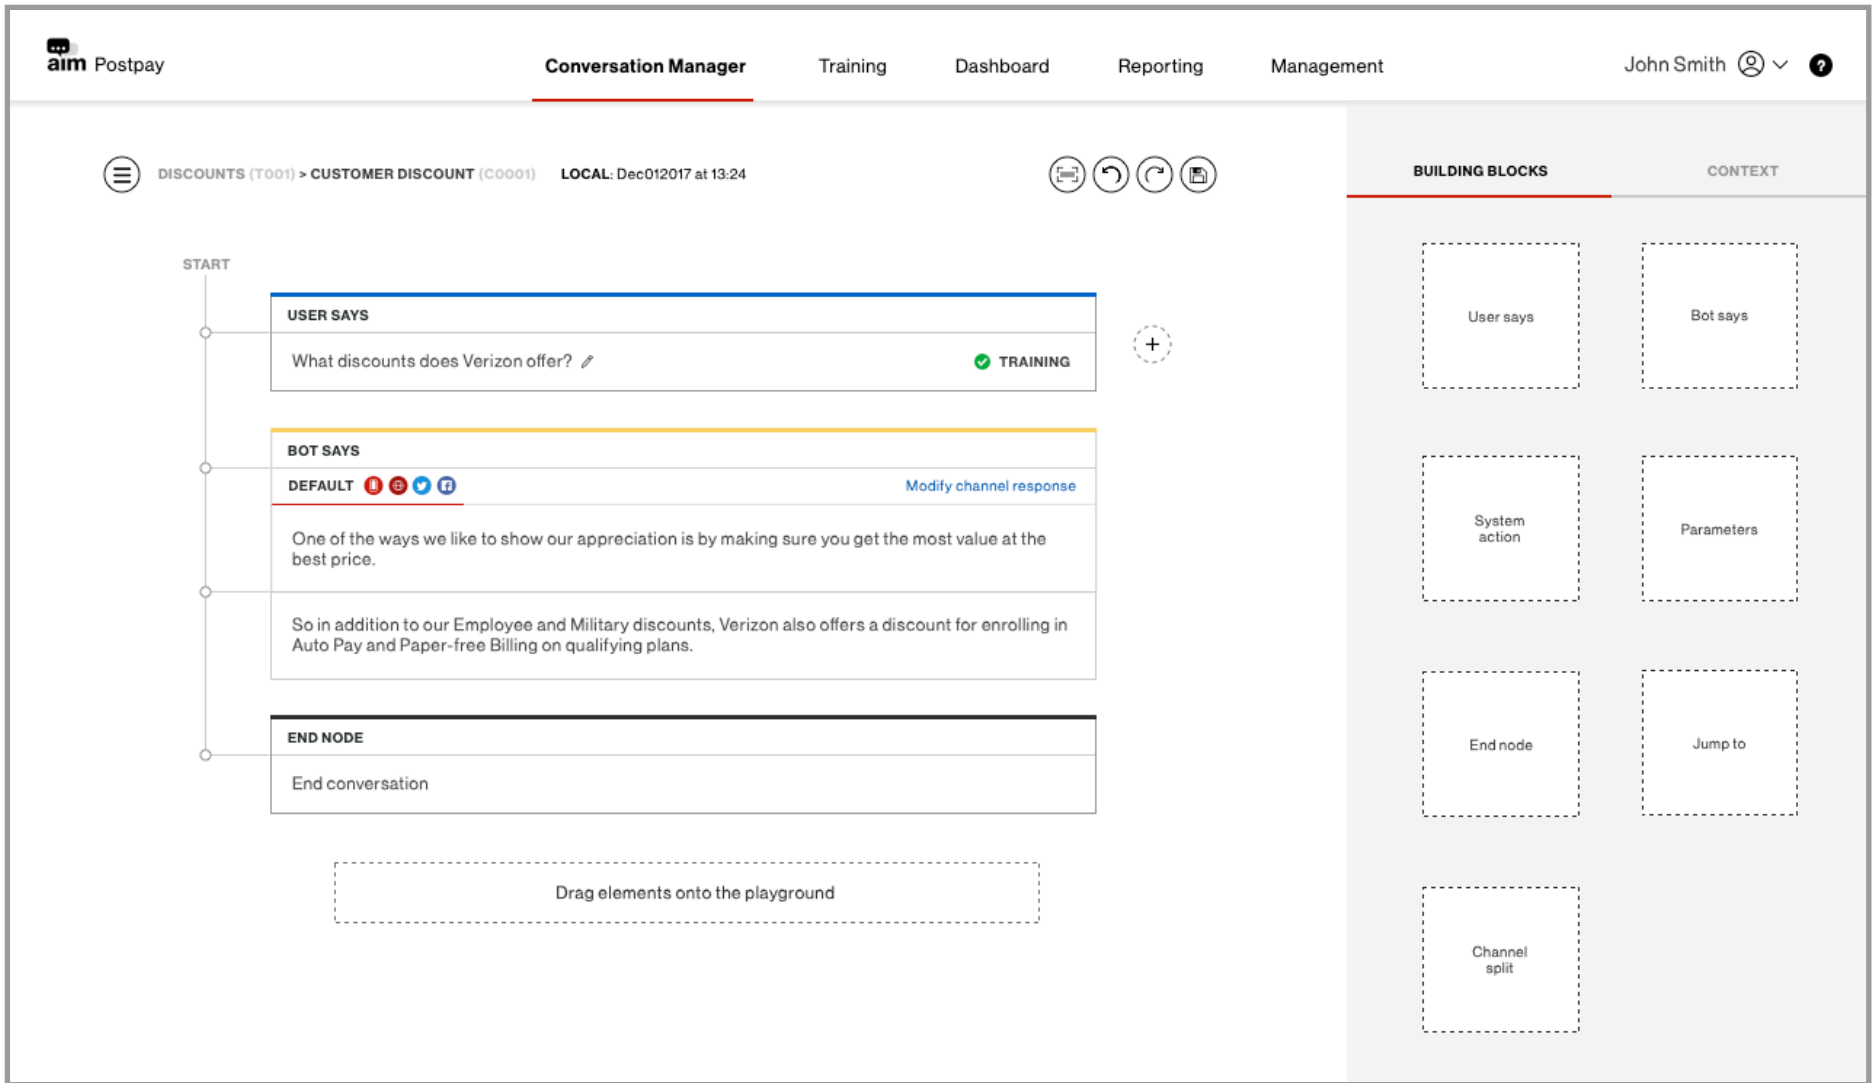 aim Postpay
Conversation Manager
Training
Dashboard
Reporting
Management
John Smith
?
DISCOUNTS (T001) > CUSTOMER DISCOUNT (C0001)
LOCAL: Dec012017 at 13:24
BUILDING BLOCKS
CONTEXT
START
USER SAYS
What discounts does Verizon offer?
TRAINING
+
BOT SAYS
DEFAULT
Modify channel response
One of the ways we like to show our appreciation is by making sure you get the most value at the
best price.
So in addition to our Employee and Military discounts, Verizon also offers a discount for enrolling in
Auto Pay and Paper-free Billing on qualifying plans.
END NODE
End conversation
Drag elements onto the playground
User says
Bot says
System
action
Parameters
End node
Jump to
Channel
split